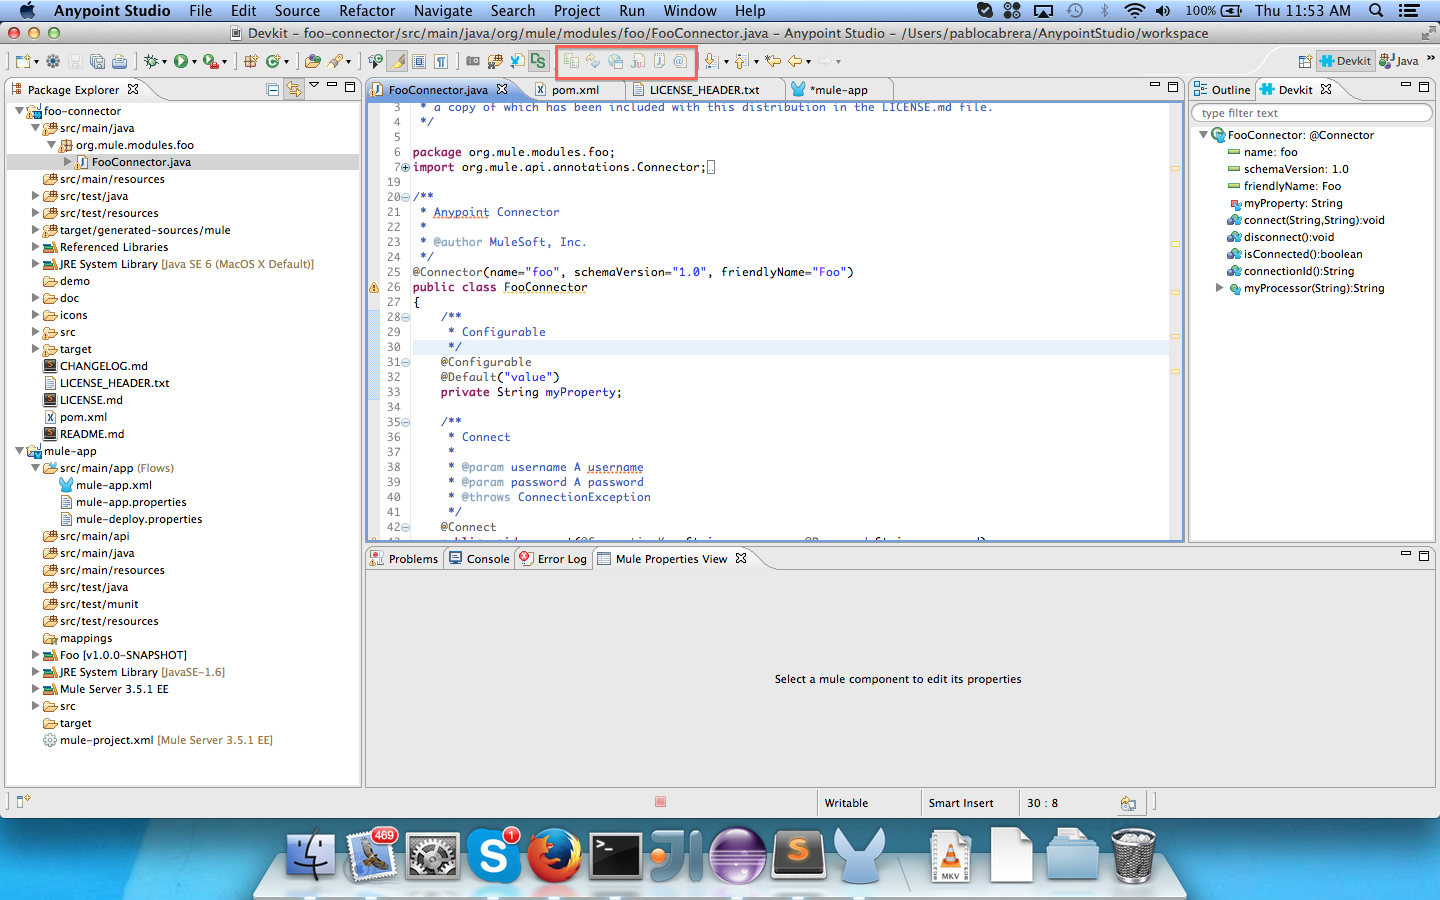 Anypoint Studio File Edit Source Refactor Navigate Search Project Run Window Help 100% Thu 11:53 AM
Devkit – foo-connector/src/main/java/org/mule/modules/foo/FooConnector.java – Anypoint Studio – /Users/pablocabrera/AnypointStudio/workspace
Devkit Java »
Package Explorer
foo-connector
src/main/java
org.mule.modules.foo
FooConnector.java
src/main/resources
src/test/java
src/test/resources
target/generated-sources/mule
Referenced Libraries
JRE System Library [Java SE 6 (MacOS X Default)]
demo
doc
icons
src
target
CHANGELOG.md
LICENSE_HEADER.txt
LICENSE.md
pom.xml
README.md
mule-app
src/main/app (Flows)
mule-app.xml
mule-app.properties
mule-deploy.properties
src/main/api
src/main/java
src/main/resources
src/test/java
src/test/munit
src/test/resources
mappings
Foo [v1.0.0-SNAPSHOT]
JRE System Library [JavaSE-1.6]
Mule Server 3.5.1 EE
src
target
mule-project.xml [Mule Server 3.5.1 EE]
FooConnector.java pom.xml LICENSE_HEADER.txt *mule-app
3 * a copy of which has been included with this distribution in the LICENSE.md file.
4 */
5
6 package org.mule.modules.foo;
7 import org.mule.api.annotations.Connector;
19
20 /**
21 * Anypoint Connector
22 *
23 * @author MuleSoft, Inc.
24 */
25 @Connector(name="foo", schemaVersion="1.0", friendlyName="Foo")
26 public class FooConnector
27 {
28 /**
29 * Configurable
30 */
31 @Configurable
32 @Default("value")
33 private String myProperty;
34
35 /**
36 * Connect
37 *
38 * @param username A username
39 * @param password A password
40 * @throws ConnectionException
41 */
42 @Connect
Outline Devkit
type filter text
FooConnector: @Connector
name: foo
schemaVersion: 1.0
friendlyName: Foo
myProperty: String
connect(String,String):void
disconnect():void
isConnected():boolean
connectionId():String
myProcessor(String):String
Problems Console Error Log Mule Properties View
Select a mule component to edit its properties
Writable Smart Insert 30 : 8
469
1
MKV